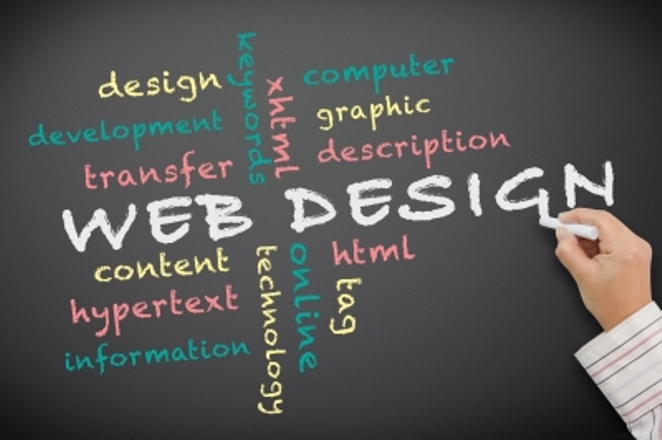 design
keywords
xhtml
computer
development
graphic
transfer
description
WEB DESIGN
content
technology
online
html
hypertext
tag
information